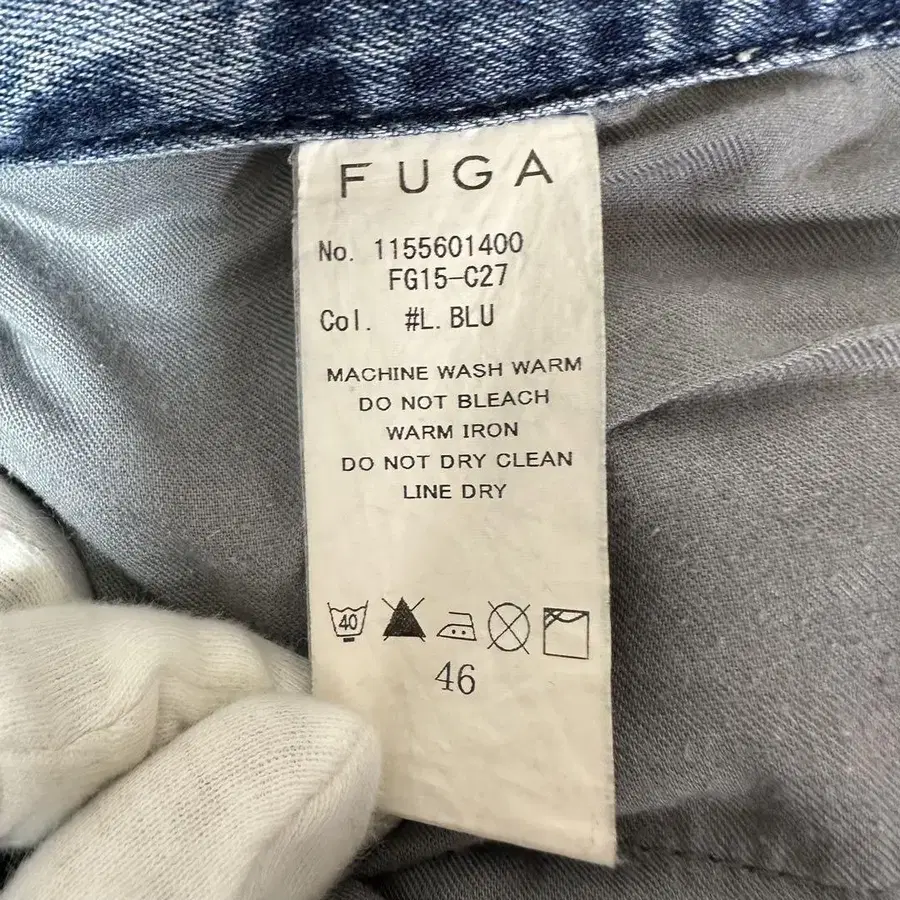 FUGA
No. 1155601400
FG15-C27
Col. #L.BLU
MACHINE WASH WARM
DO NOT BLEACH
WARM IRON
DO NOT DRY CLEAN
LINE DRY
40
46